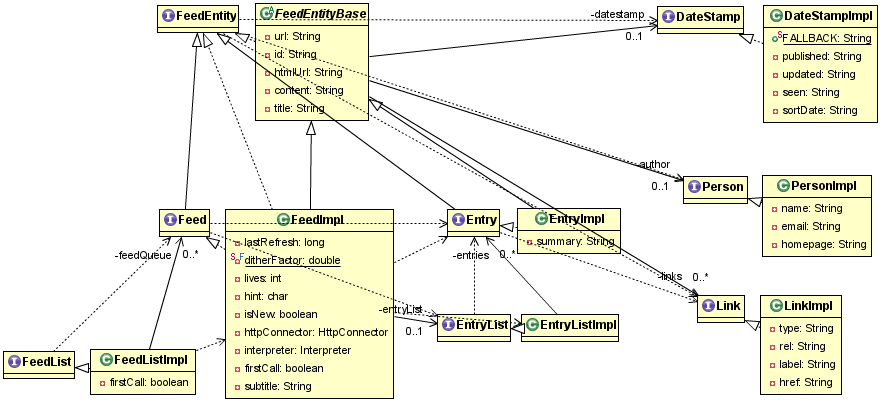 FeedEntity
FeedEntityBase
url: String
id: String
htmlUrl: String
content: String
title: String
-datestamp
0..1
DateStamp
DateStampImpl
FALLBACK: String
published: String
updated: String
seen: String
sortDate: String
-author
0..1
Person
PersonImpl
name: String
email: String
homepage: String
Feed
-feedQueue
0..*
FeedImpl
lastRefresh: long
ditherFactor: double
lives: int
hint: char
isNew: boolean
httpConnector: HttpConnector
interpreter: Interpreter
firstCall: boolean
subtitle: String
Entry
-entries
0..*
EntryImpl
summary: String
-links
0..*
Link
LinkImpl
type: String
rel: String
label: String
href: String
-entryList
0..1
EntryList
EntryListImpl
FeedList
FeedListImpl
firstCall: boolean